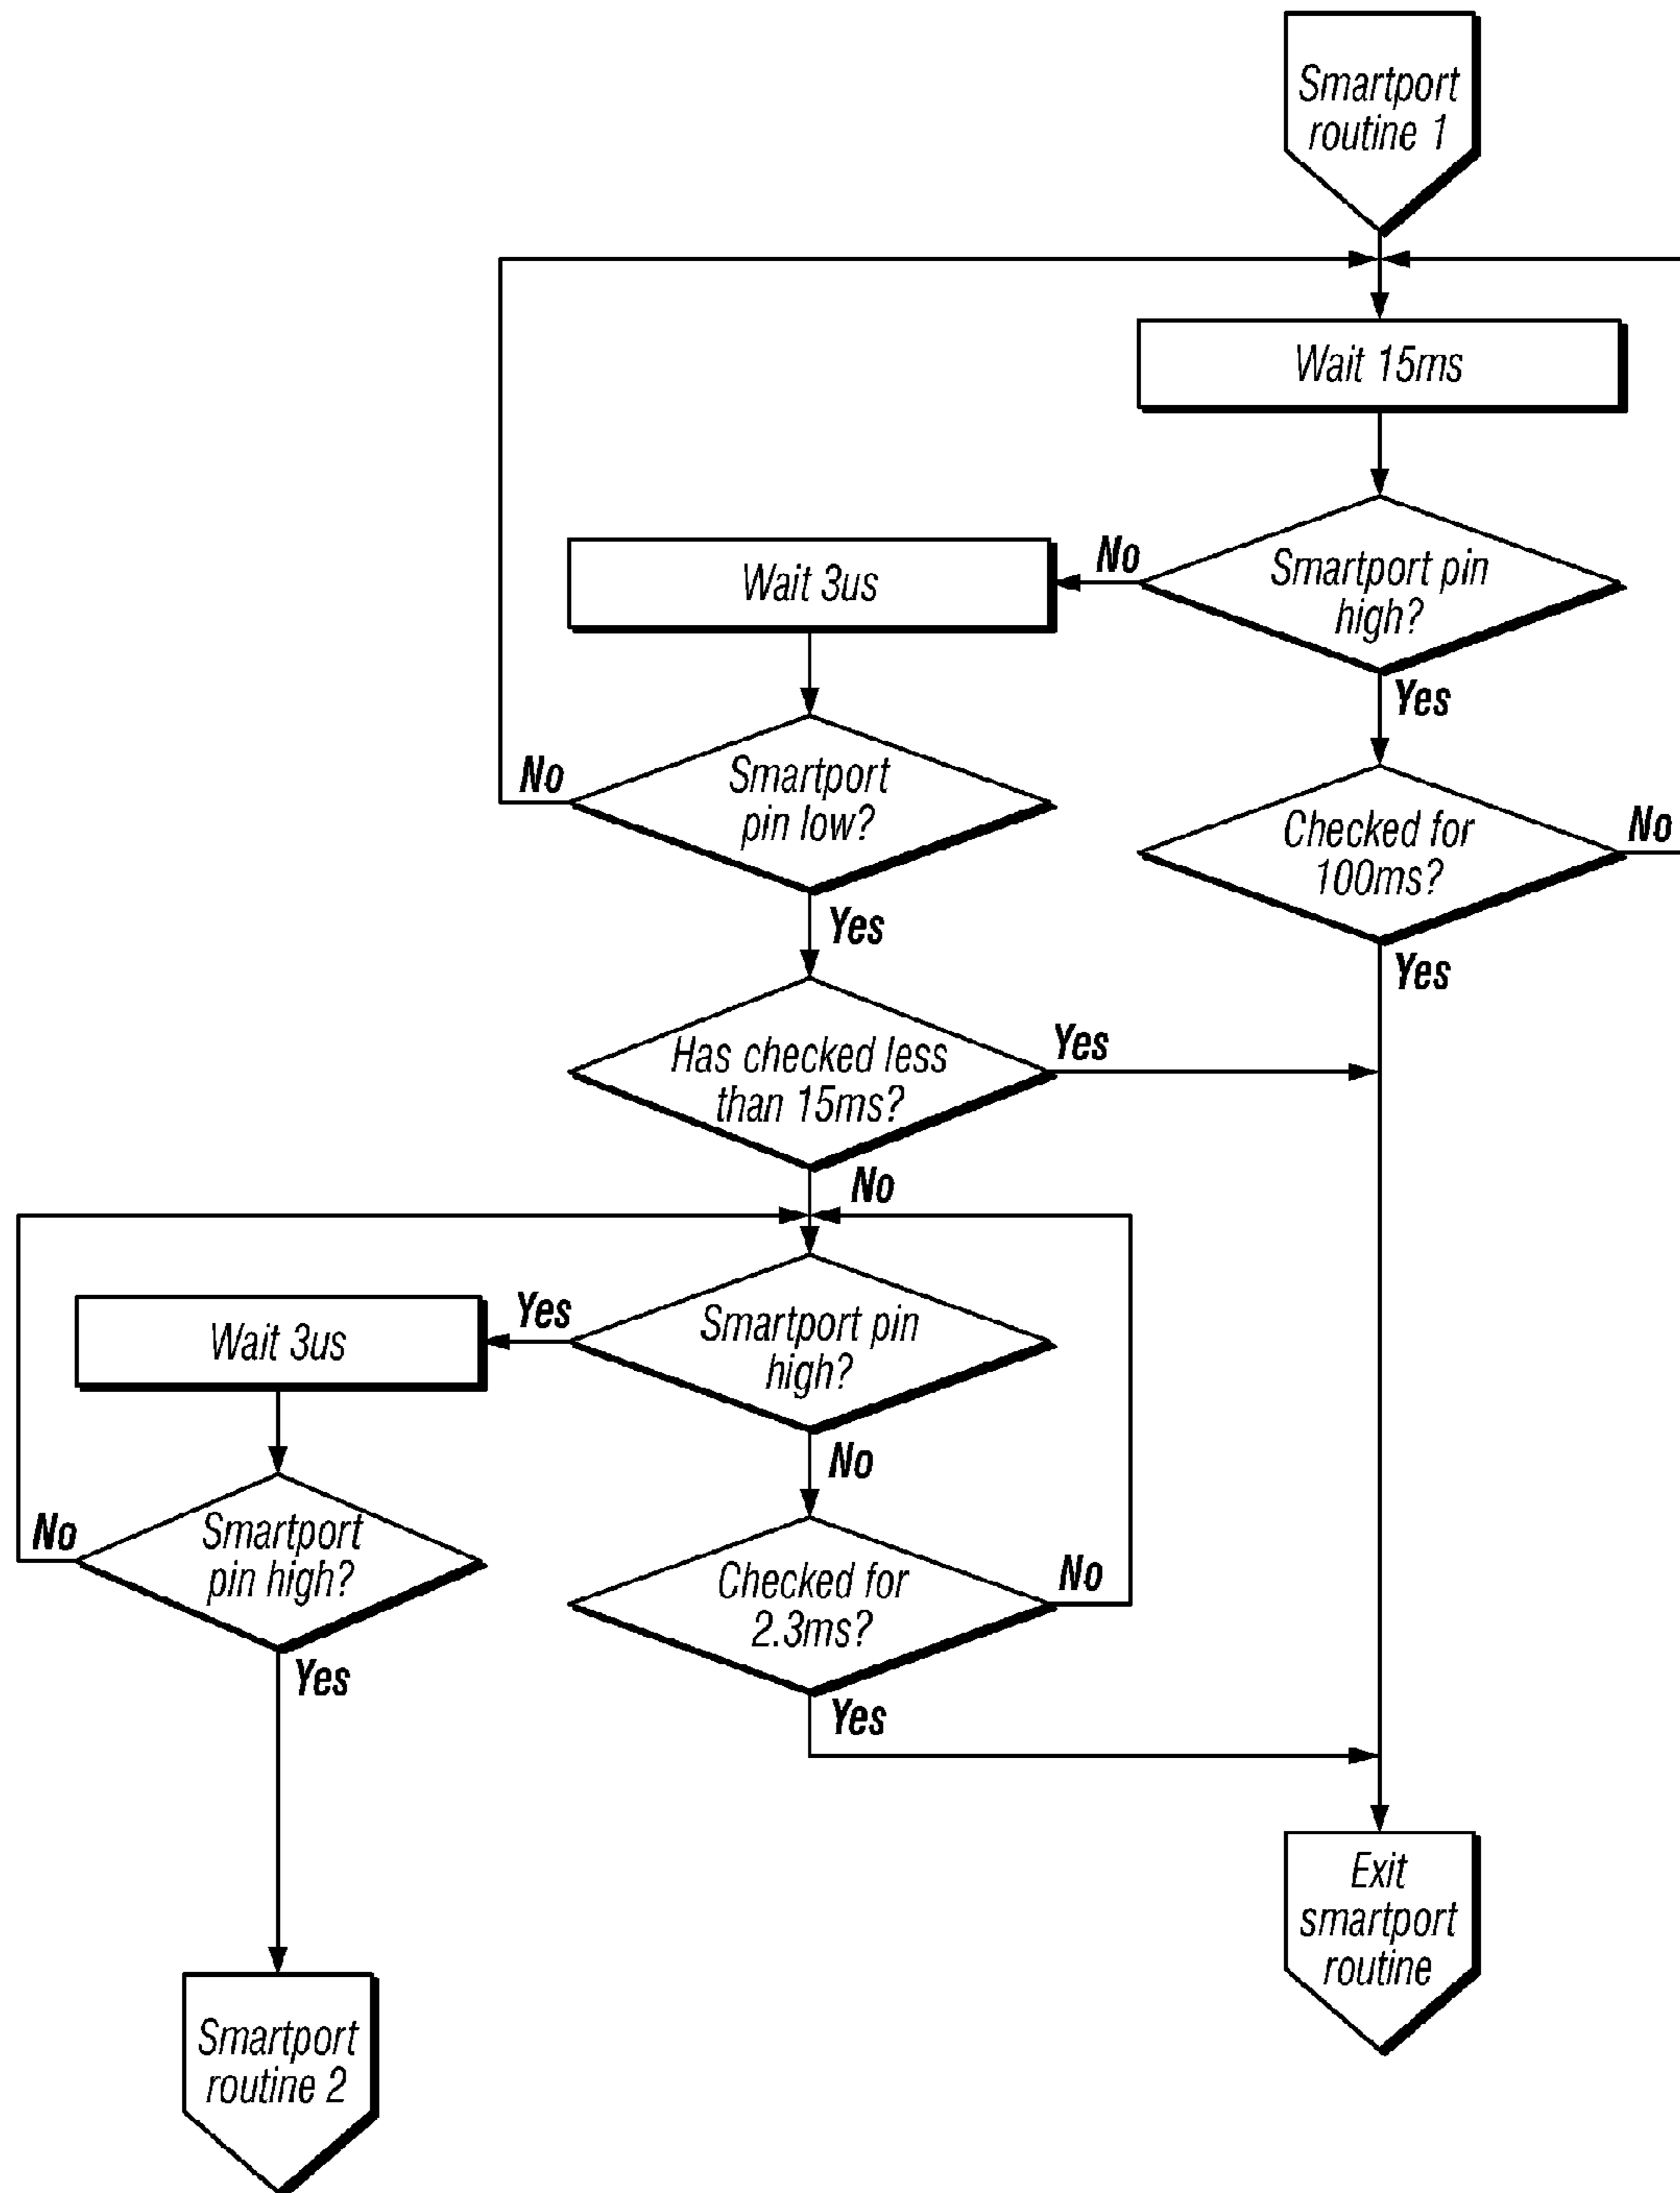 Smartport
routine 1
Wait 15ms
Smartport pin
high?
No
Wait 3us
Yes
Smartport
pin low?
No
Checked for
100ms?
No
Yes
Yes
Has checked less
than 15ms?
Yes
No
Smartport pin
high?
Yes
Wait 3us
No
Smartport
pin high?
No
Checked for
2.3ms?
No
Yes
Yes
Exit
smartport
routine
Smartport
routine 2